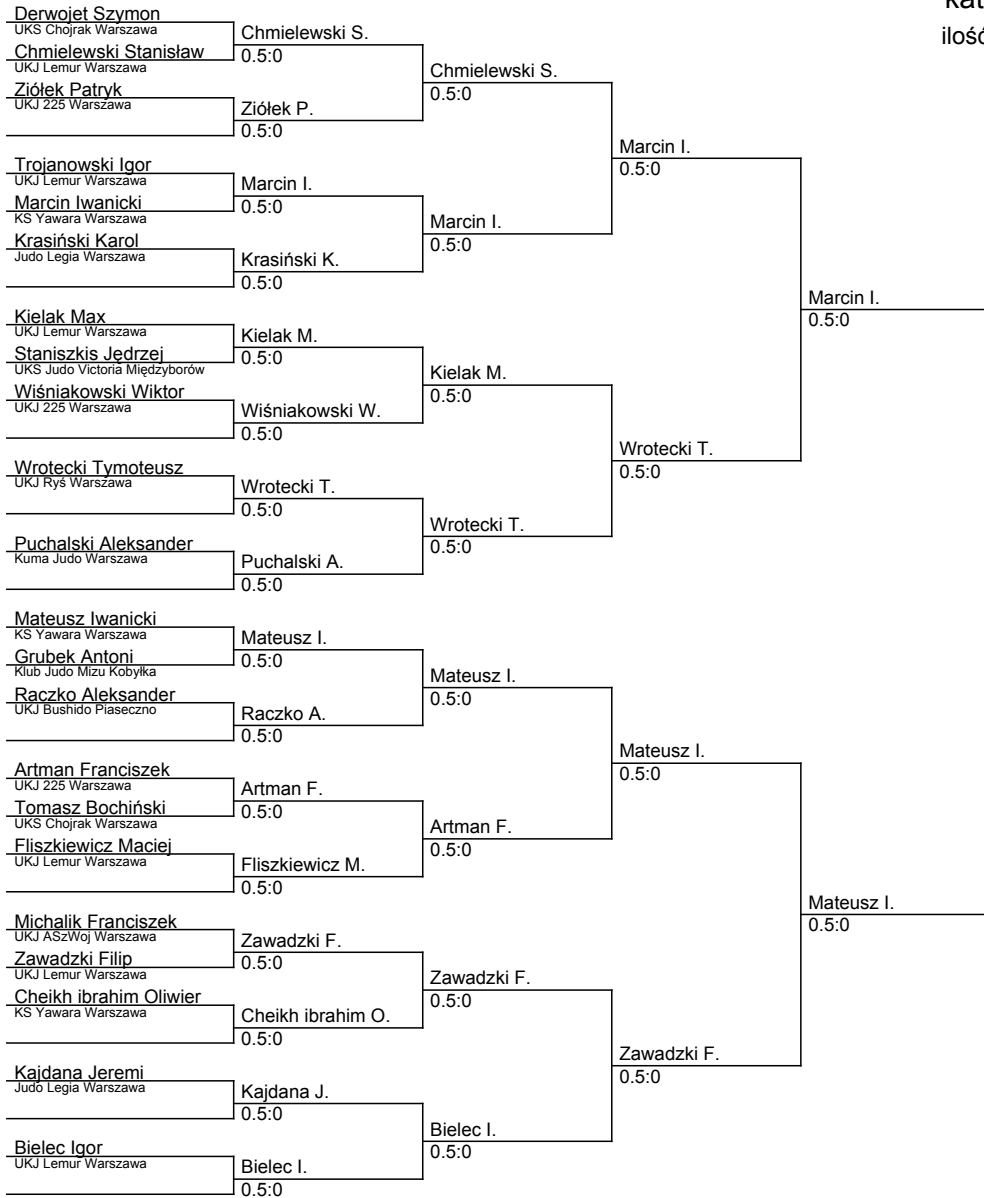 Derwojet Szymon
UKS Chojrak Warszawa
Chmielewski Stanisław
UKJ Lemur Warszawa
Ziółek Patryk
UKJ 225 Warszawa
Trojanowski Igor
UKJ Lemur Warszawa
Marcin Iwanicki
KS Yawara Warszawa
Krasiński Karol
Judo Legia Warszawa
Kielak Max
UKJ Lemur Warszawa
Staniszkis Jędrzej
UKS Judo Victoria Międzyborów
Wiśniakowski Wiktor
UKJ 225 Warszawa
Wrotecki Tymoteusz
UKJ Ryś Warszawa
Puchalski Aleksander
Kuma Judo Warszawa
Mateusz Iwanicki
KS Yawara Warszawa
Grubek Antoni
Klub Judo Mizu Kobyłka
Raczko Aleksander
UKJ Bushido Piaseczno
Artman Franciszek
UKJ 225 Warszawa
Tomasz Bochiński
UKS Chojrak Warszawa
Fliszkiewicz Maciej
UKJ Lemur Warszawa
Michalik Franciszek
UKJ ASzWoj Warszawa
Zawadzki Filip
UKJ Lemur Warszawa
Cheikh ibrahim Oliwier
KS Yawara Warszawa
Kajdana Jeremi
Judo Legia Warszawa
Bielec Igor
UKJ Lemur Warszawa
Chmielewski S.
0.5:0
Ziółek P.
0.5:0
Marcin I.
0.5:0
Krasiński K.
0.5:0
Kielak M.
0.5:0
Wiśniakowski W.
0.5:0
Wrotecki T.
0.5:0
Puchalski A.
0.5:0
Mateusz I.
0.5:0
Raczko A.
0.5:0
Artman F.
0.5:0
Fliszkiewicz M.
0.5:0
Zawadzki F.
0.5:0
Cheikh ibrahim O.
0.5:0
Kajdana J.
0.5:0
Bielec I.
0.5:0
Chmielewski S.
0.5:0
Marcin I.
0.5:0
Kielak M.
0.5:0
Wrotecki T.
0.5:0
Mateusz I.
0.5:0
Artman F.
0.5:0
Zawadzki F.
0.5:0
Bielec I.
0.5:0
Marcin I.
0.5:0
Wrotecki T.
0.5:0
Mateusz I.
0.5:0
Zawadzki F.
0.5:0
Marcin I.
0.5:0
Mateusz I.
0.5:0